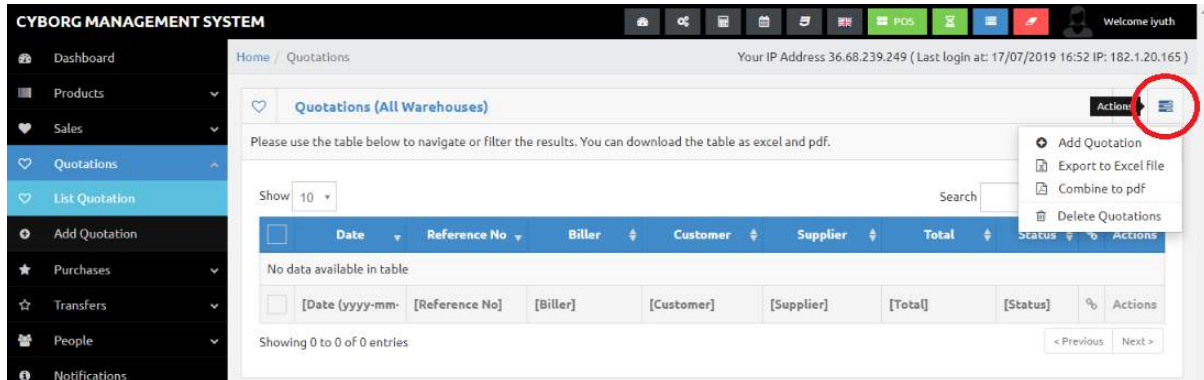 CYBORG MANAGEMENT SYSTEM
POS
Welcome iyuth
Dashboard
Products
Sales
Quotations
List Quotation
Add Quotation
Purchases
Transfers
People
Notifications
Home / Quotations
Your IP Address 36.68.239.249 ( Last login at: 17/07/2019 16:52 IP: 182.1.20.165 )
Quotations (All Warehouses)
Actions
Please use the table below to navigate or filter the results. You can download the table as excel and pdf.
Add Quotation
Export to Excel file
Combine to pdf
Delete Quotations
Show 10
Search
Date Reference No Biller Customer Supplier Total Status Actions
No data available in table
[Date (yyyy-mm- [Reference No] [Biller] [Customer] [Supplier] [Total] [Status] Actions
Showing 0 to 0 of 0 entries
< Previous Next >